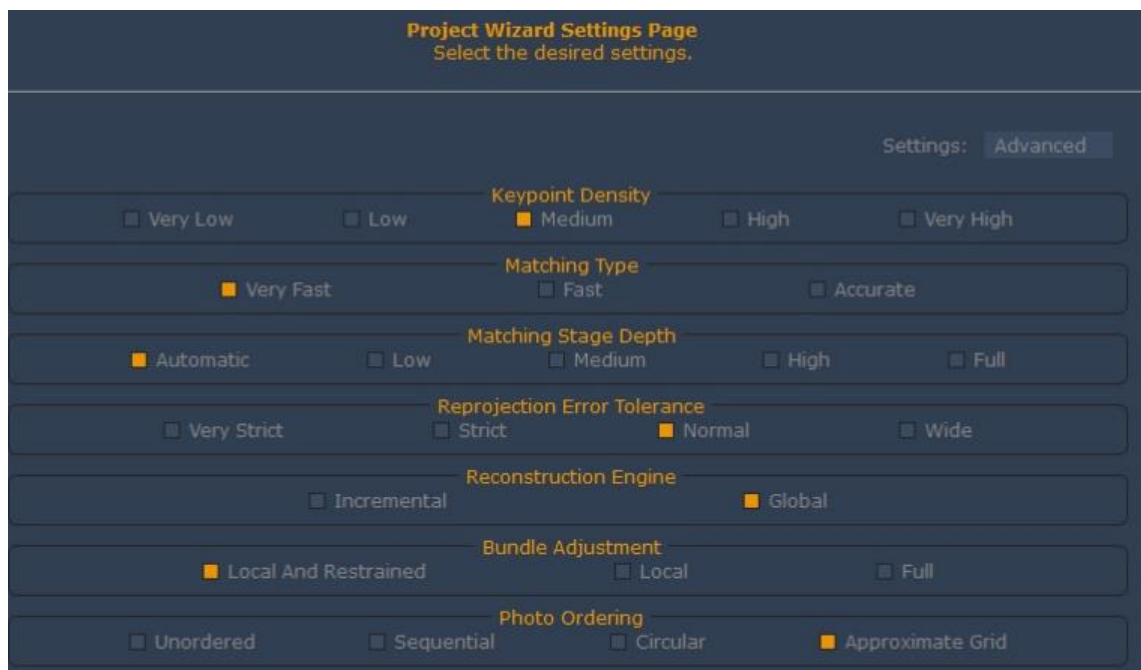 Project Wizard Settings Page
Select the desired settings.
Settings: Advanced
Keypoint Density
Very Low Low Medium High Very High
Matching Type
Very Fast Fast Accurate
Matching Stage Depth
Automatic Low Medium High Full
Reprojection Error Tolerance
Very Strict Strict Normal Wide
Reconstruction Engine
Incremental Global
Bundle Adjustment
Local And Restrained Local Full
Photo Ordering
Unordered Sequential Circular Approximate Grid